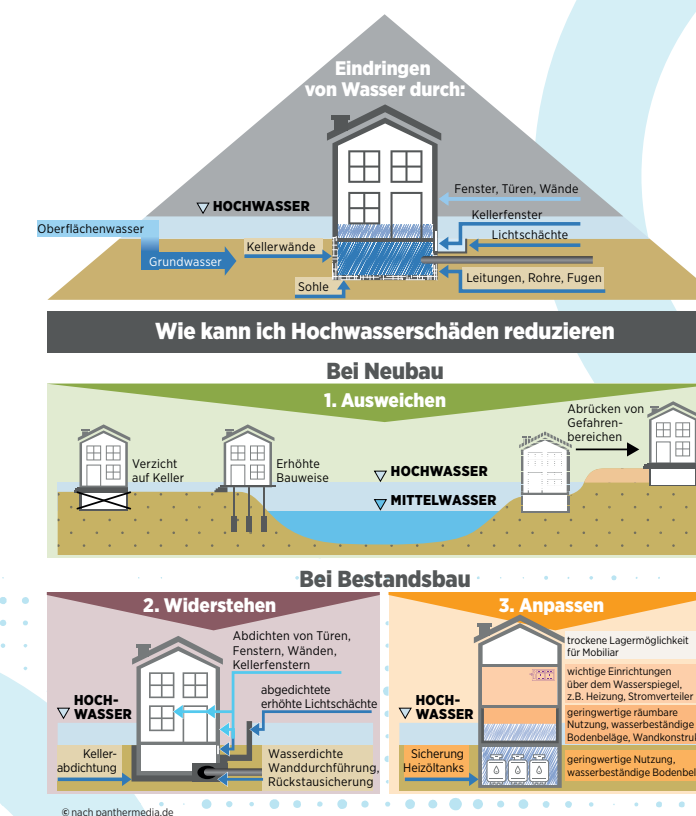 Eindringen
von Wasser durch:
Fenster, Türen, Wände
HOCHWASSER
Kellerfenster
Oberflächenwasser
Lichtschächte
Kellerwände
Grundwasser
Leitungen, Rohre, Fugen
Sohle
Wie kann ich Hochwasserschäden reduzieren
Bei Neubau
1. Ausweichen
Abrücken von
Gefahren-
bereichen
Verzicht
auf Keller
Erhöhte
Bauweise
HOCHWASSER
MITTELWASSER
Bei Bestandsbau
2. Widerstehen
Abdichten von Türen,
Fenstern, Wänden,
Kellerfenstern
abgedichtete
erhöhte Lichtschächte
HOCH-
WASSER
Keller-
abdichtung
Wasserdichte
Wanddurchführung,
Rückstausicherung
3. Anpassen
trockene Lagermöglichkeit
für Mobiliar
wichtige Einrichtungen
über dem Wasserspiegel,
z.B. Heizung, Stromverteiler
HOCH-
WASSER
geringwertige räumbare
Nutzung, wasserbeständige
Bodenbeläge, Wandkonstruk
Sicherung
Heizöltanks
geringwertige Nutzung,
wasserbeständige Bodenbel
© nach panthermedia.de